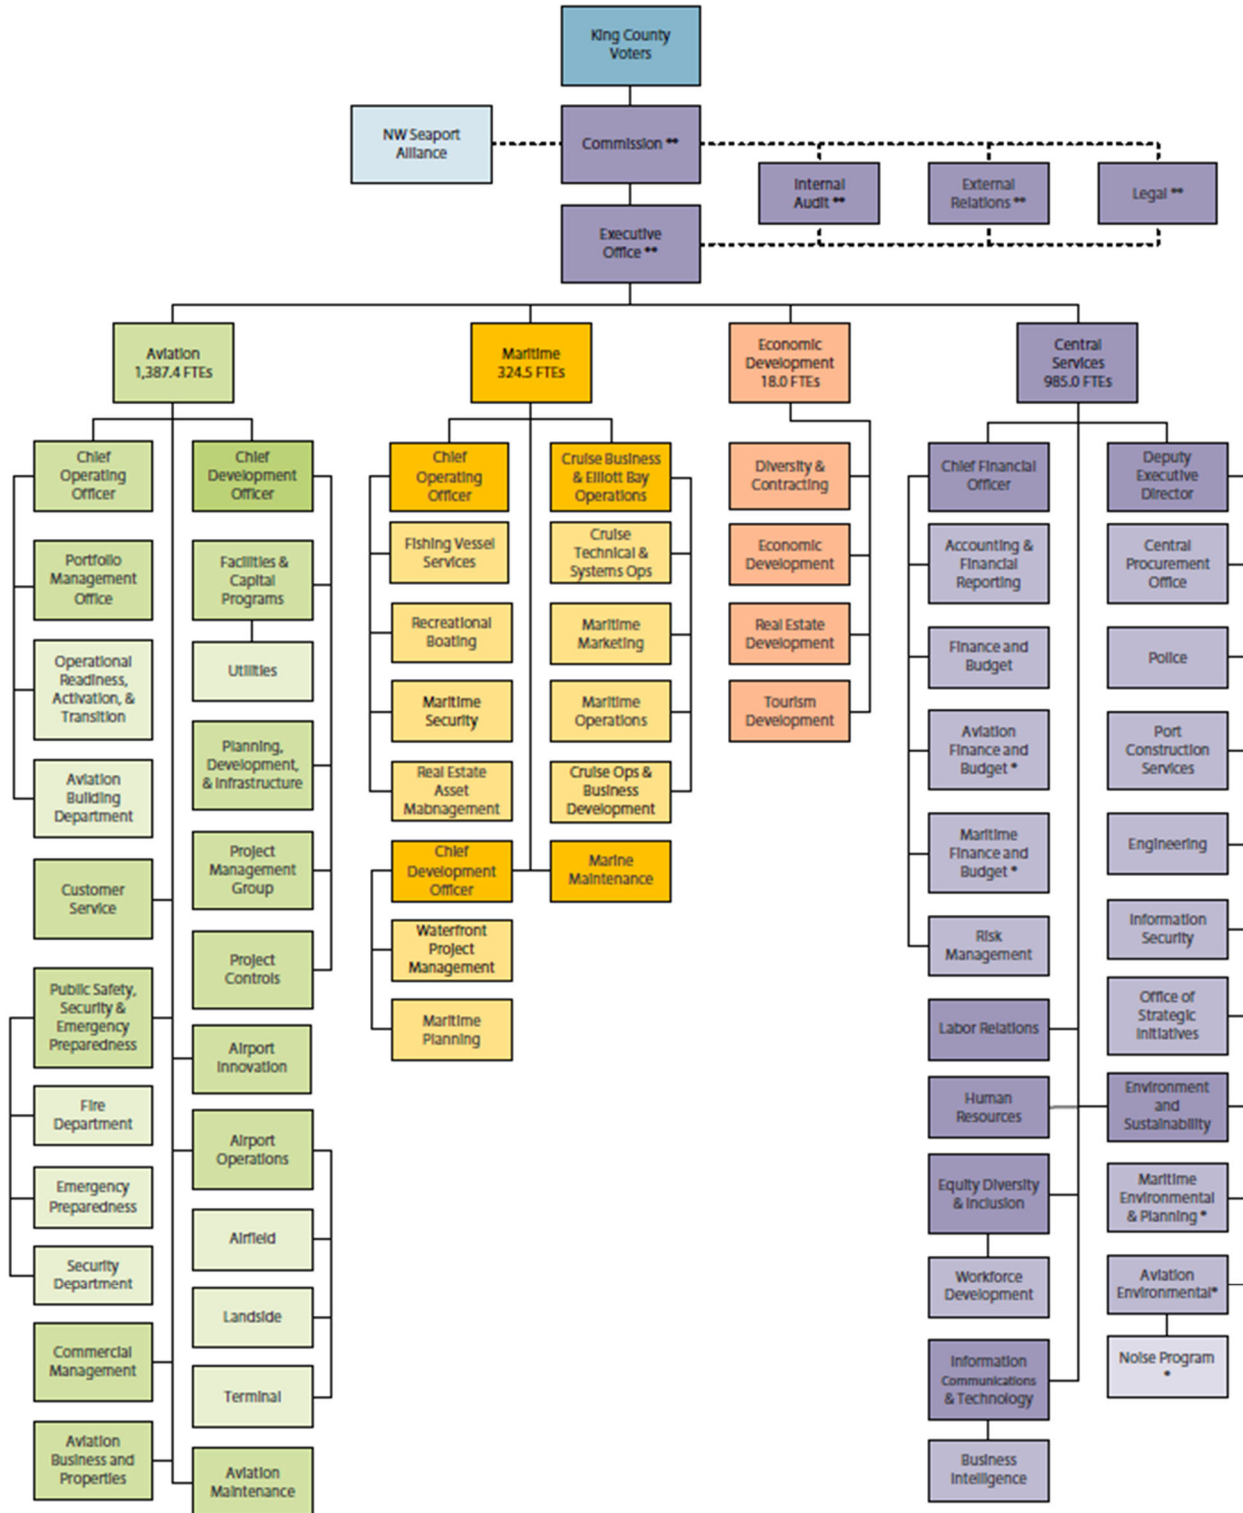 King County
Voters
NW Seaport
Alliance
Commission **
Internal
Audit **
External
Relations **
Legal **
Executive
Office **
Aviation
1,387.4 FTEs
Maritime
324.5 FTEs
Economic
Development
18.0 FTEs
Central
Services
985.0 FTEs
Chief
Operating
Officer
Portfolio
Management
Office
Operational
Readiness,
Activation, &
Transition
Aviation
Building
Department
Customer
Service
Public Safety,
Security &
Emergency
Preparedness
Fire
Department
Emergency
Preparedness
Security
Department
Commercial
Management
Aviation
Business and
Properties
Chief
Development
Officer
Facilities &
Capital
Programs
Utilities
Planning,
Development,
& Infrastructure
Project
Management
Group
Project
Controls
Airport
Innovation
Airport
Operations
Airfield
Landside
Terminal
Aviation
Maintenance
Chief
Operating
Officer
Fishing Vessel
Services
Recreational
Boating
Maritime
Security
Real Estate
Asset
Mabnagement
Chief
Development
Officer
Waterfront
Project
Management
Maritime
Planning
Cruise Business
& Elliott Bay
Operations
Cruise
Technical &
Systems Ops
Maritime
Marketing
Maritime
Operations
Cruise Ops &
Business
Development
Marine
Maintenance
Diversity &
Contracting
Economic
Development
Real Estate
Development
Tourism
Development
Chief Financial
Officer
Accounting &
Financial
Reporting
Finance and
Budget
Aviation
Finance and
Budget *
Maritime
Finance and
Budget *
Risk
Management
Labor Relations
Human
Resources
Equity Diversity
& Inclusion
Workforce
Development
Information
Communications
& Technology
Business
Intelligence
Deputy
Executive
Director
Central
Procurement
Office
Police
Port
Construction
Services
Engineering
Information
Security
Office of
Strategic
Initiatives
Environment
and
Sustainability
Maritime
Environmental
& Planning *
Aviation
Environmental*
Noise Program
*